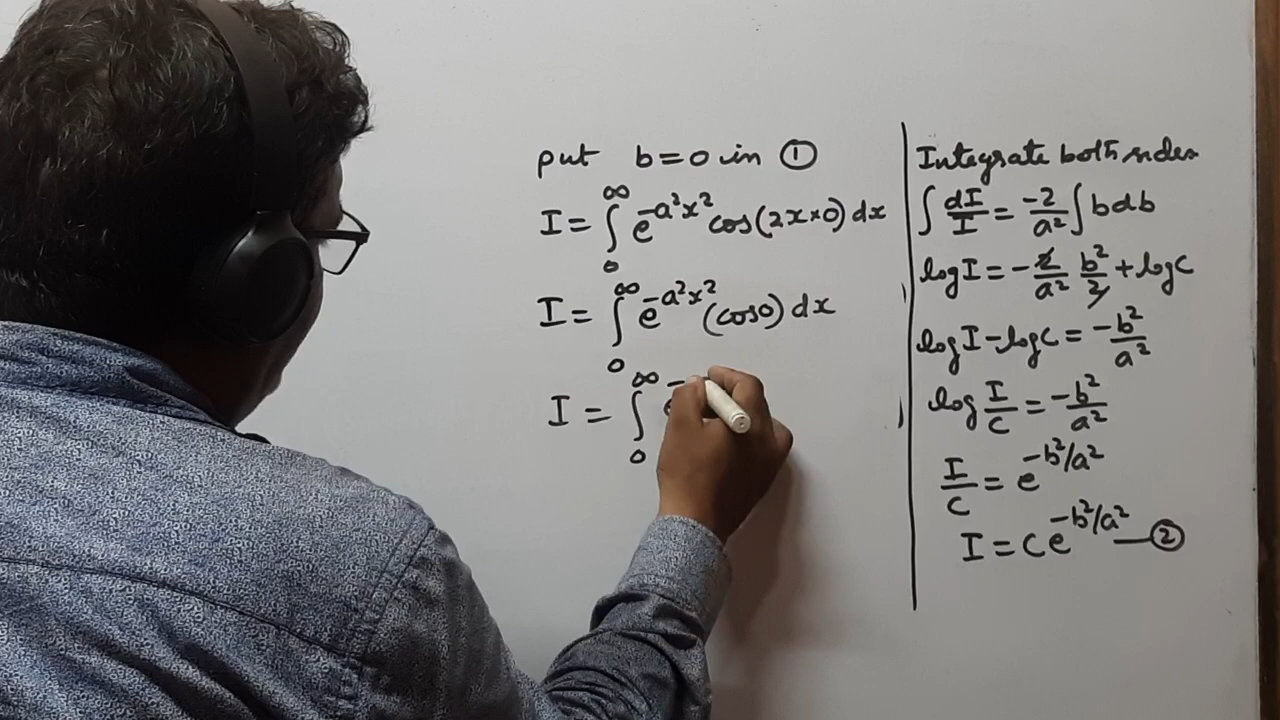 put b=0 in ①
I = ∫₀^∞ e^{-a²x²} cos(2x×0) dx
I = ∫₀^∞ e^{-a²x²} (cos0) dx
I = ∫₀^∞ e^-
Integrate both sides
∫ dI/I = -2/a² ∫ b db
log I = -2/a² b²/2 + log C
log I - log C = -b²/a²
log I/C = -b²/a²
I/C = e^{-b²/a²}
I = C e^{-b²/a²} — ②